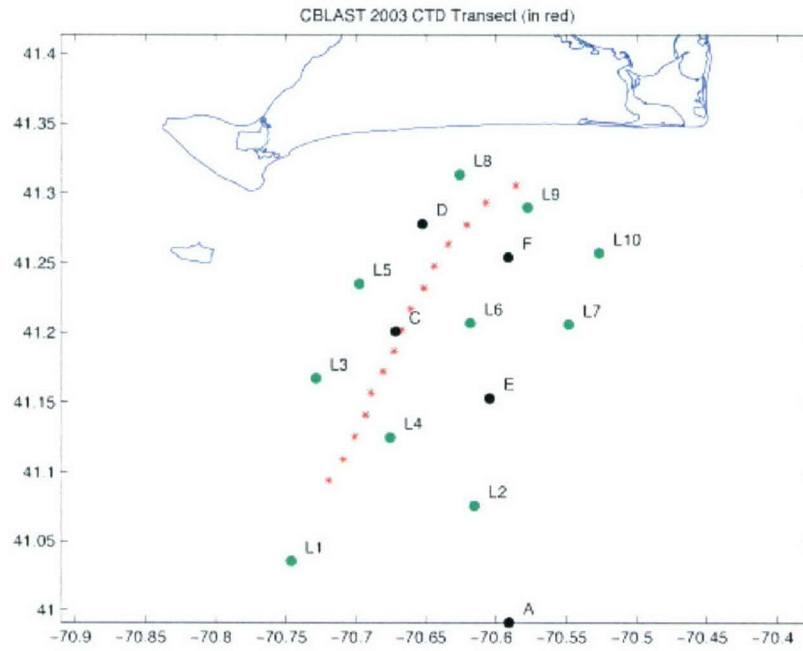 CBLAST 2003 CTD Transect (in red)
41.4
41.35
L8
41.3
D
L9
F
L10
41.25
L5
C
L6
L7
41.2
L3
E
41.15
L4
41.1
L2
41.05
L1
A
41
-70.9
-70.85
-70.8
-70.75
-70.7
-70.65
-70.6
-70.55
-70.5
-70.45
-70.4